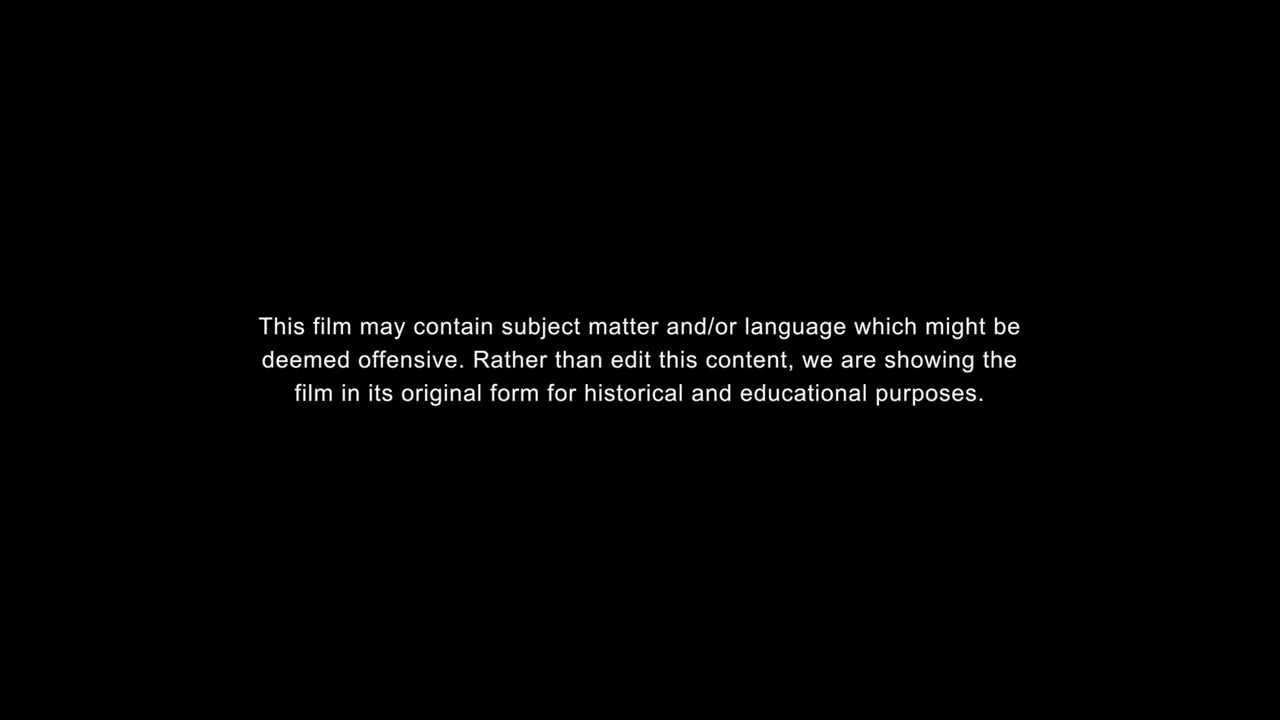 This film may contain subject matter and/or language which might be
deemed offensive. Rather than edit this content, we are showing the
film in its original form for historical and educational purposes.